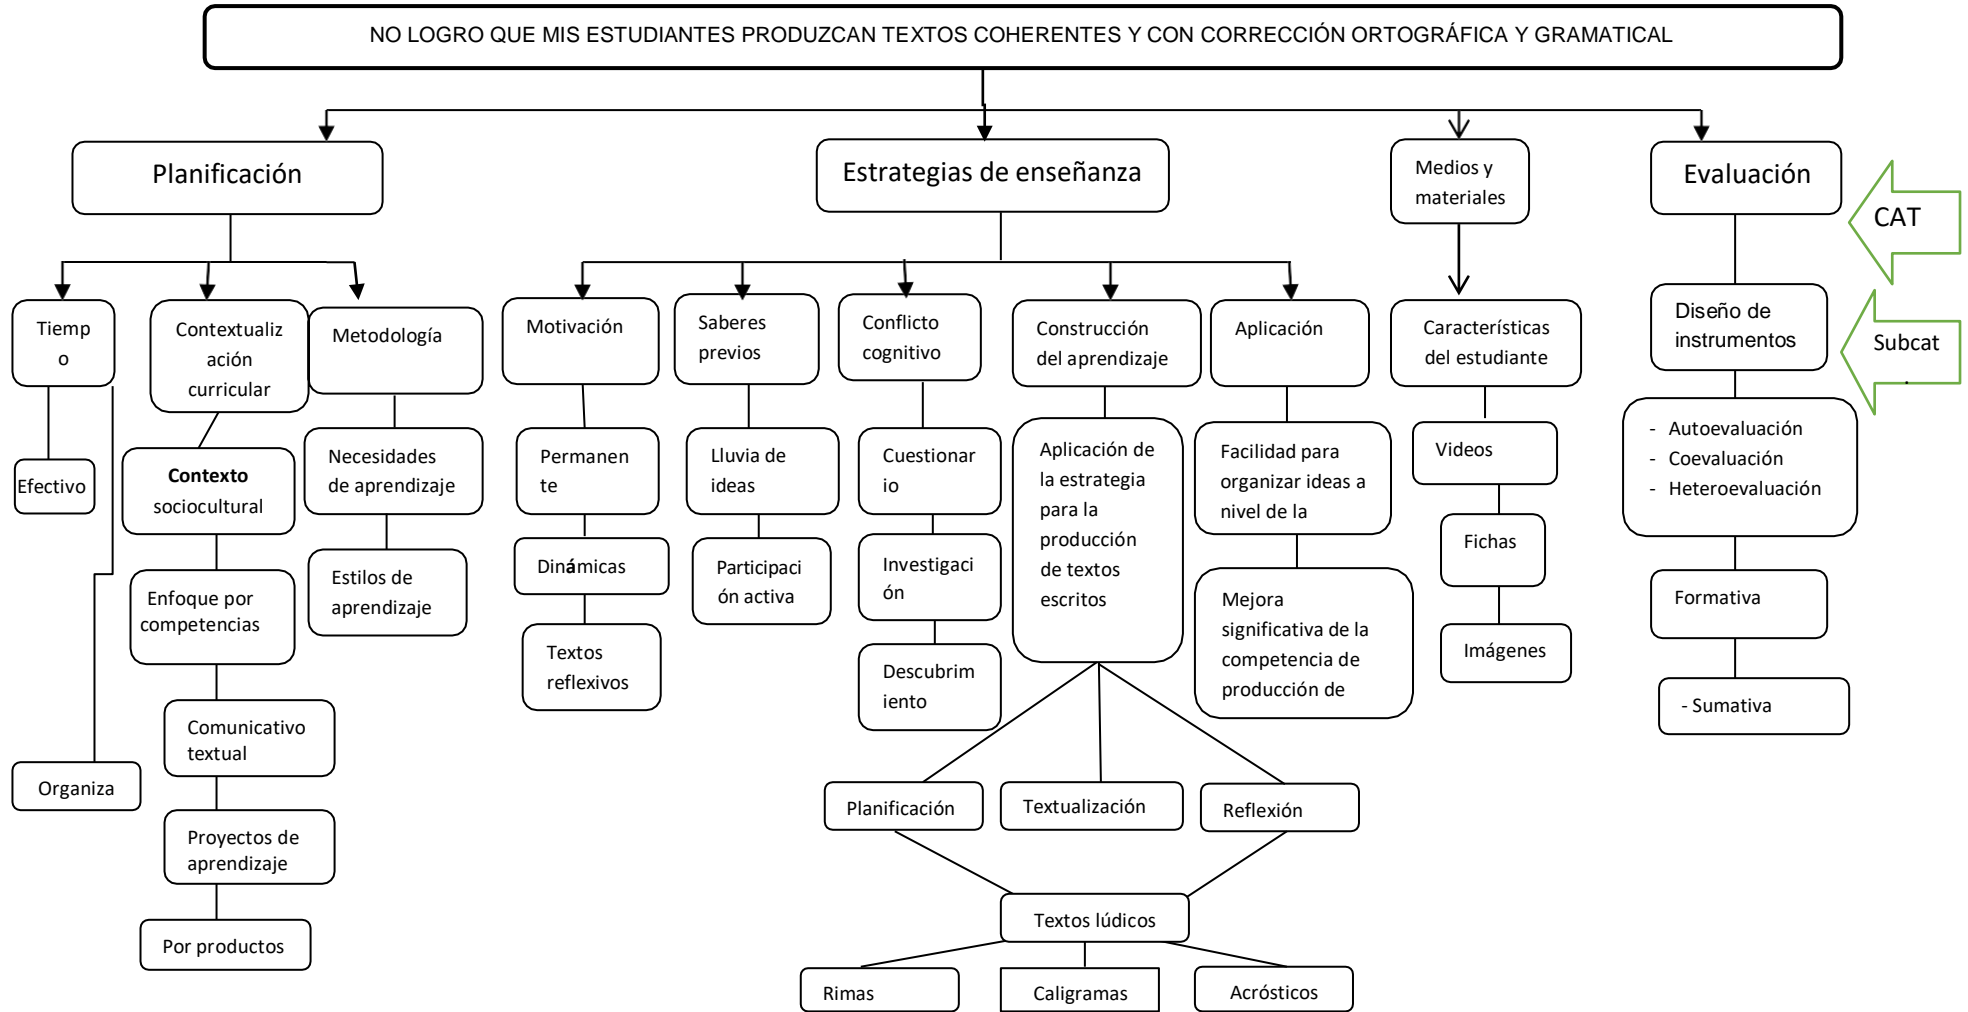 NO LOGRO QUE MIS ESTUDIANTES PRODUZCAN TEXTOS COHERENTES Y CON CORRECCIÓN ORTOGRÁFICA Y GRAMATICAL
Planificación
Estrategias de enseñanza
Medios y
materiales
Evaluación
CAT
Tiemp
o
Contextualiz
ación
curricular
Metodología
Motivación
Saberes
previos
Conflicto
cognitivo
Construcción
del aprendizaje
Aplicación
Características
del estudiante
Diseño de
instrumentos
Subcat
.
Efectivo
Contexto
sociocultural
Necesidades
de aprendizaje
Permanen
te
Lluvia de
ideas
Cuestionar
io
Aplicación de
la estrategia
para la
producción
de textos
escritos
Facilidad para
organizar ideas a
nivel de la
Videos
- Autoevaluación
- Coevaluación
- Heteroevaluación
Enfoque por
competencias
Estilos de
aprendizaje
Dinámicas
Participaci
ón activa
Investigaci
ón
Fichas
Formativa
Textos
reflexivos
Descubrim
iento
Mejora
significativa de la
competencia de
producción de
Imágenes
- Sumativa
Comunicativo
textual
Organiza
Planificación
Textualización
Reflexión
Proyectos de
aprendizaje
Por productos
Textos lúdicos
Rimas
Caligramas
Acrósticos